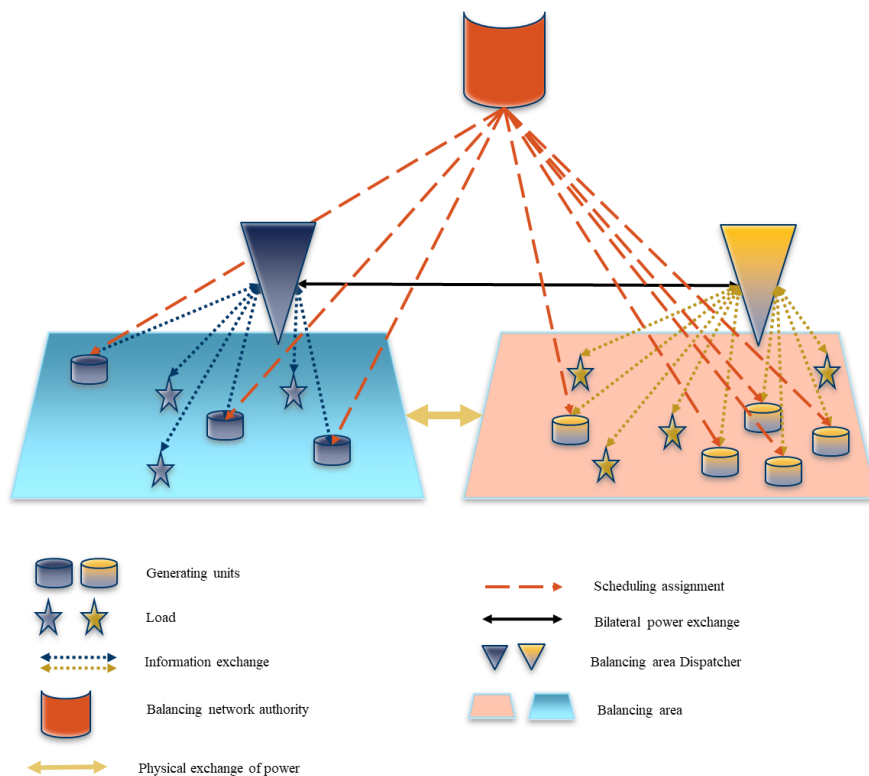 Generating units
Load
Information exchange
Balancing network authority
Physical exchange of power
Scheduling assignment
Bilateral power exchange
Balancing area Dispatcher
Balancing area